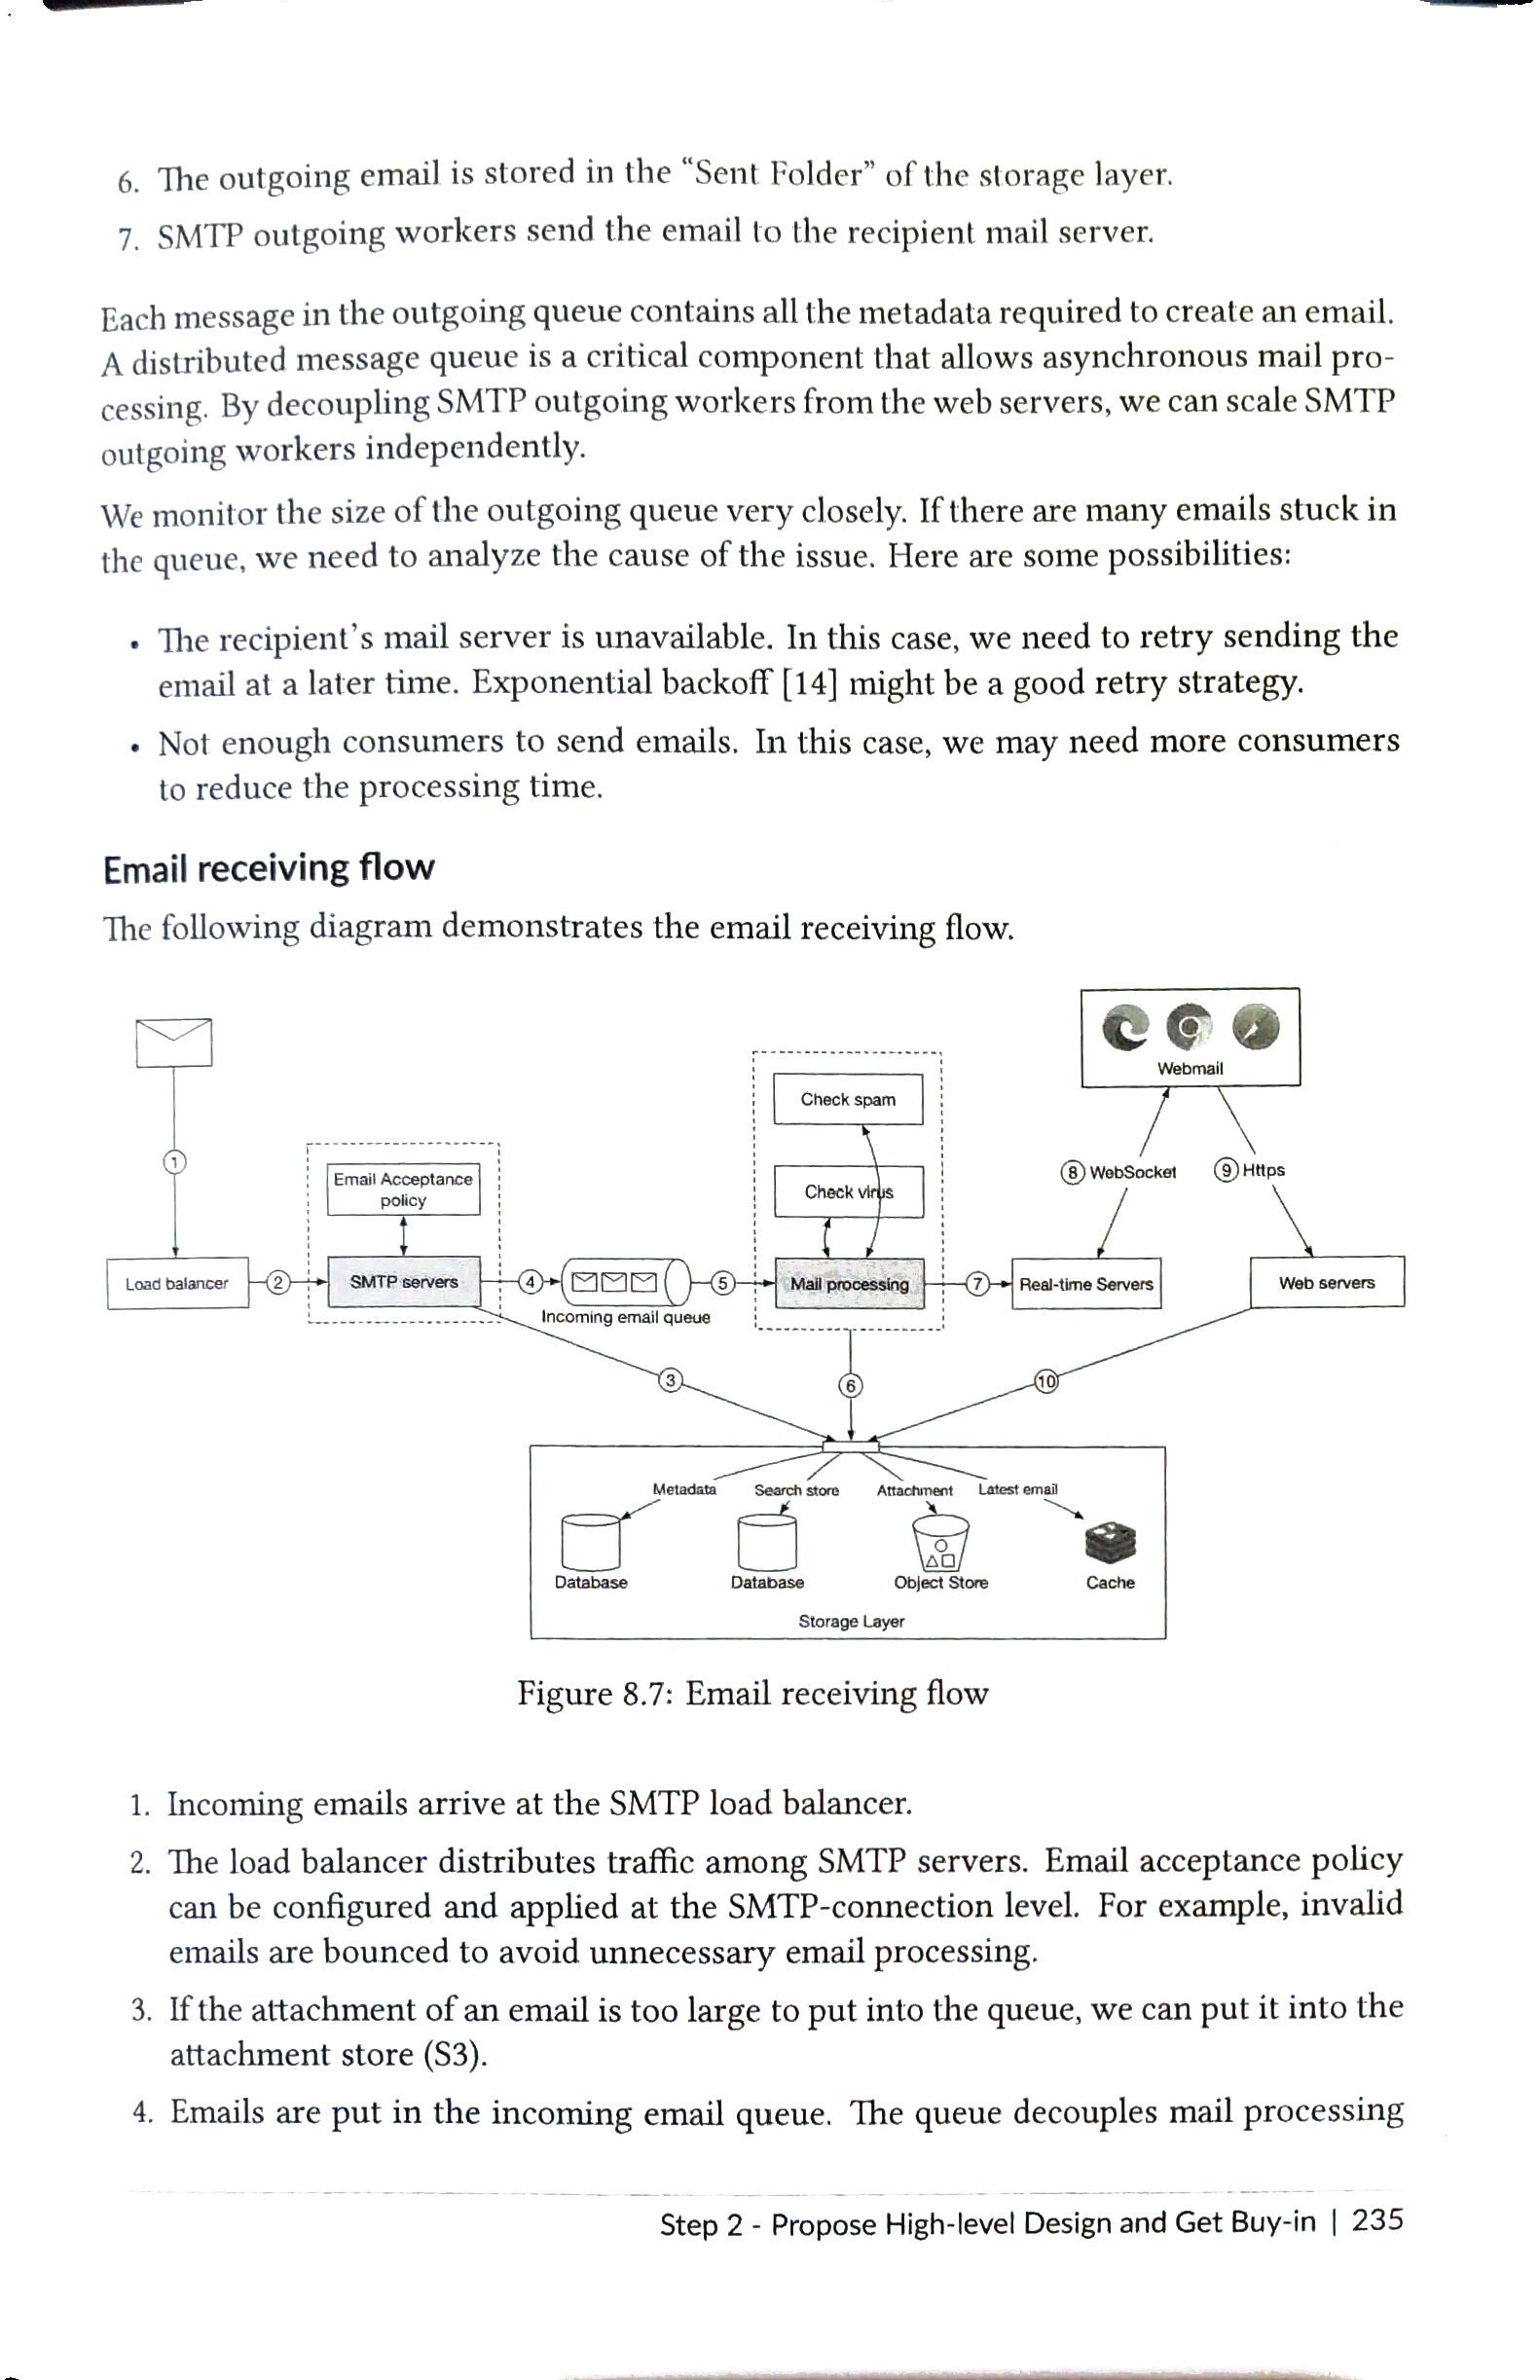 6. The outgoing email is stored in the “Sent Folder” of the storage layer.
7. SMTP outgoing workers send the email to the recipient mail server.
Each message in the outgoing queue contains all the metadata required to create an email.
A distributed message queue is a critical component that allows asynchronous mail pro-
cessing. By decoupling SMTP outgoing workers from the web servers, we can scale SMTP
outgoing workers independently.
We monitor the size of the outgoing queue very closely. If there are many emails stuck in
the queue, we need to analyze the cause of the issue. Here are some possibilities:
• The recipient’s mail server is unavailable. In this case, we need to retry sending the
email at a later time. Exponential backoff [14] might be a good retry strategy.
• Not enough consumers to send emails. In this case, we may need more consumers
to reduce the processing time.
Email receiving flow
The following diagram demonstrates the email receiving flow.
Webmail
Check spam
1
Email Acceptance
policy
Check virus
8 WebSocket
9 Https
Load balancer
2
SMTP servers
4
5
Mail processing
7
Real-time Servers
Web servers
Incoming email queue
3
6
10
Metadata
Search store
Attachment
Latest email
Database
Database
Object Store
Cache
Storage Layer
Figure 8.7: Email receiving flow
1. Incoming emails arrive at the SMTP load balancer.
2. The load balancer distributes traffic among SMTP servers. Email acceptance policy
can be configured and applied at the SMTP-connection level. For example, invalid
emails are bounced to avoid unnecessary email processing.
3. If the attachment of an email is too large to put into the queue, we can put it into the
attachment store (S3).
4. Emails are put in the incoming email queue. The queue decouples mail processing
Step 2 - Propose High-level Design and Get Buy-in | 235